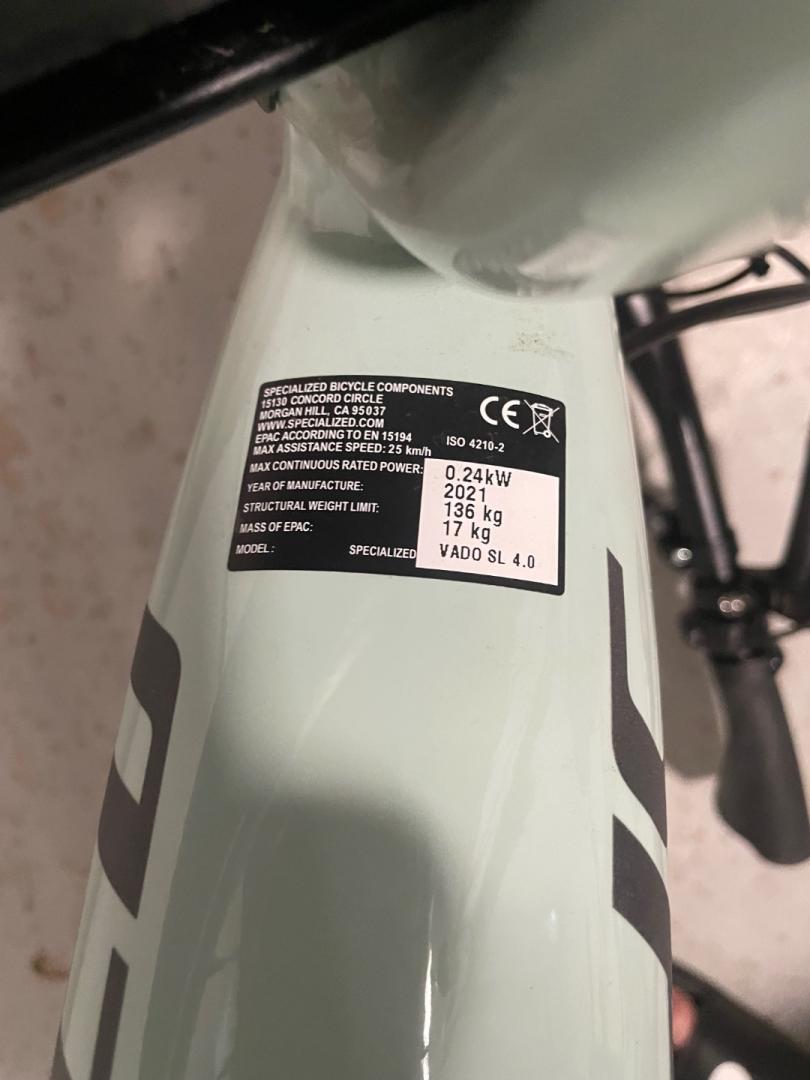 SPECIALIZED BICYCLE COMPONENTS
15130 CONCORD CIRCLE
MORGAN HILL, CA 95037
WWW.SPECIALIZED.COM
EPAC ACCORDING TO EN 15194
MAX ASSISTANCE SPEED: 25 km/h
CE
ISO 4210-2
MAX CONTINUOUS RATED POWER: 0.24kW
YEAR OF MANUFACTURE: 2021
STRUCTURAL WEIGHT LIMIT: 136 kg
MASS OF EPAC: 17 kg
MODEL : SPECIALIZED VADO SL 4.0